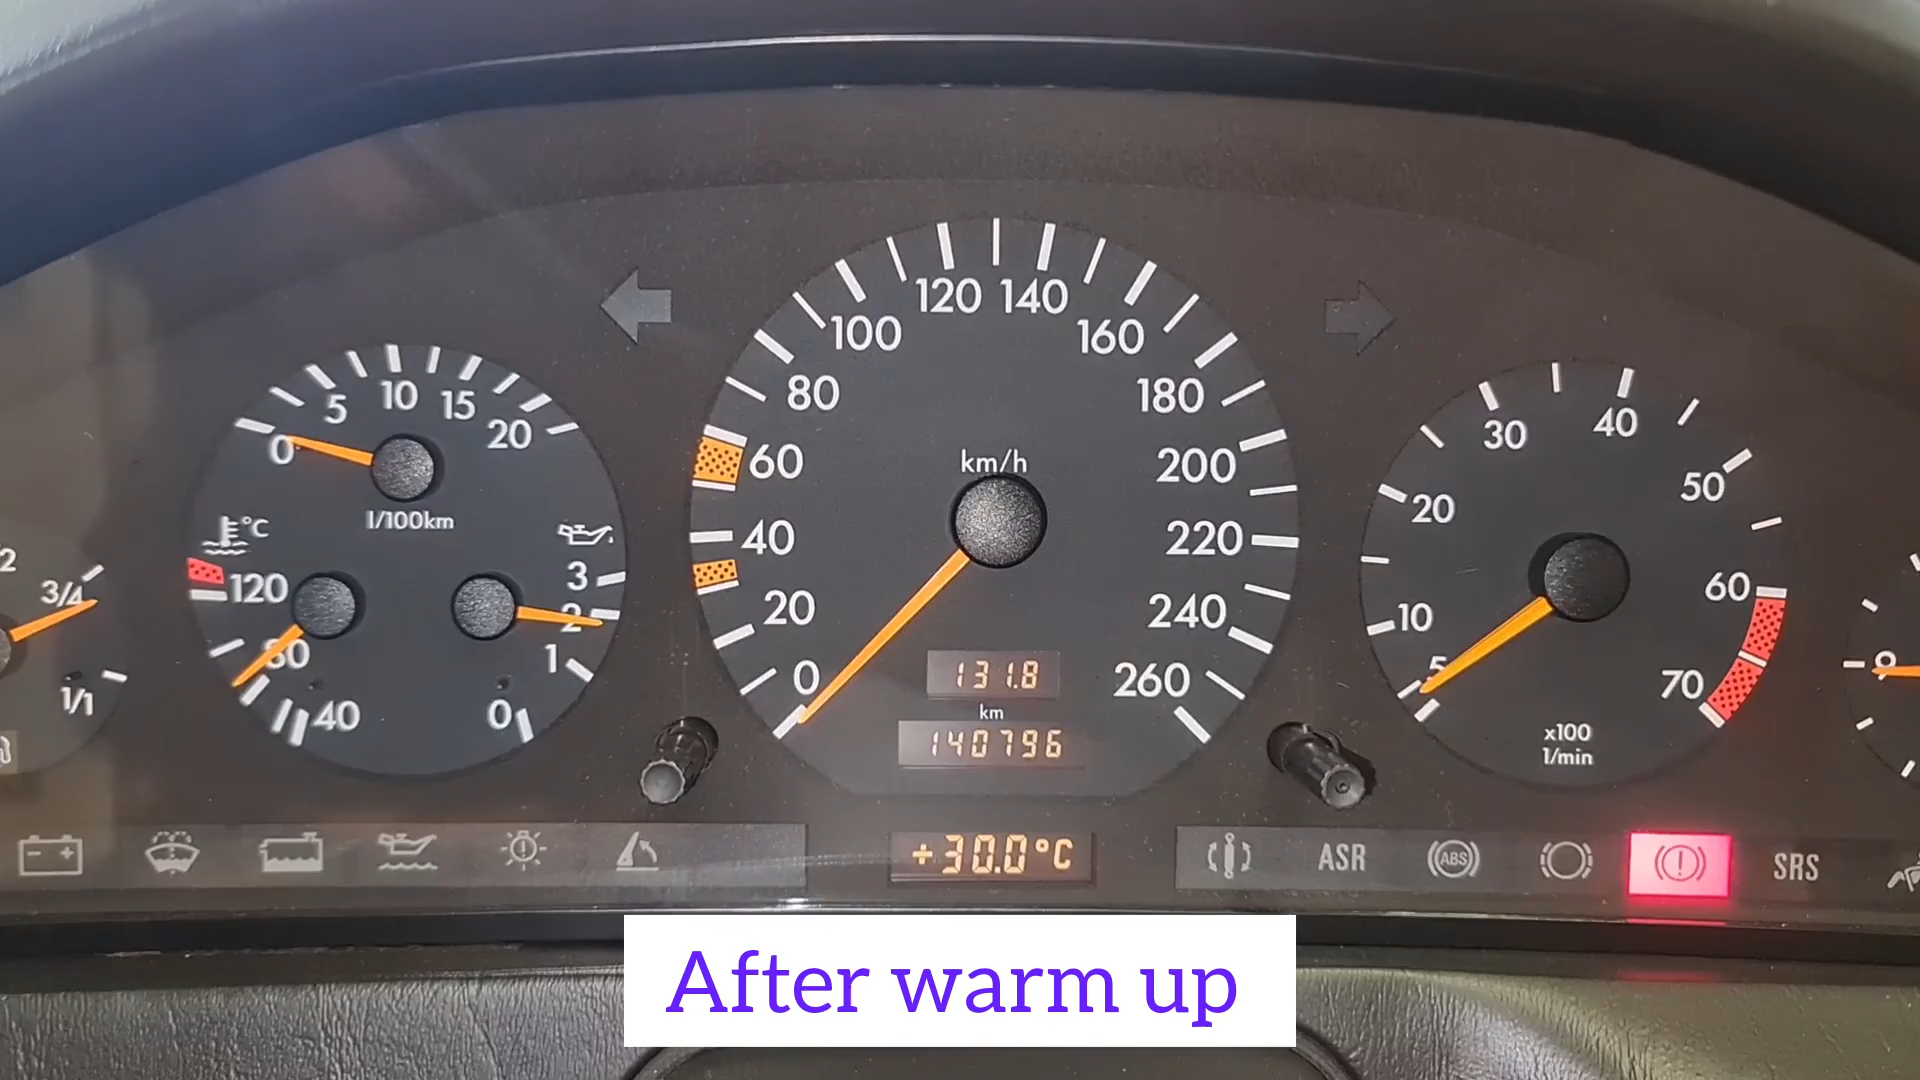 120 140
100 160
80 180
60 200
40 220
20 240
0 260
km/h
131.8
km
140796
+30.0°C
0 5 10 15 20
l/100km
°C
120
80
40
3
2
1
0
2
3/4
1/1
5
10
20
30
40
50
60
70
x100
1/min
0
ASR
ABS
SRS
After warm up